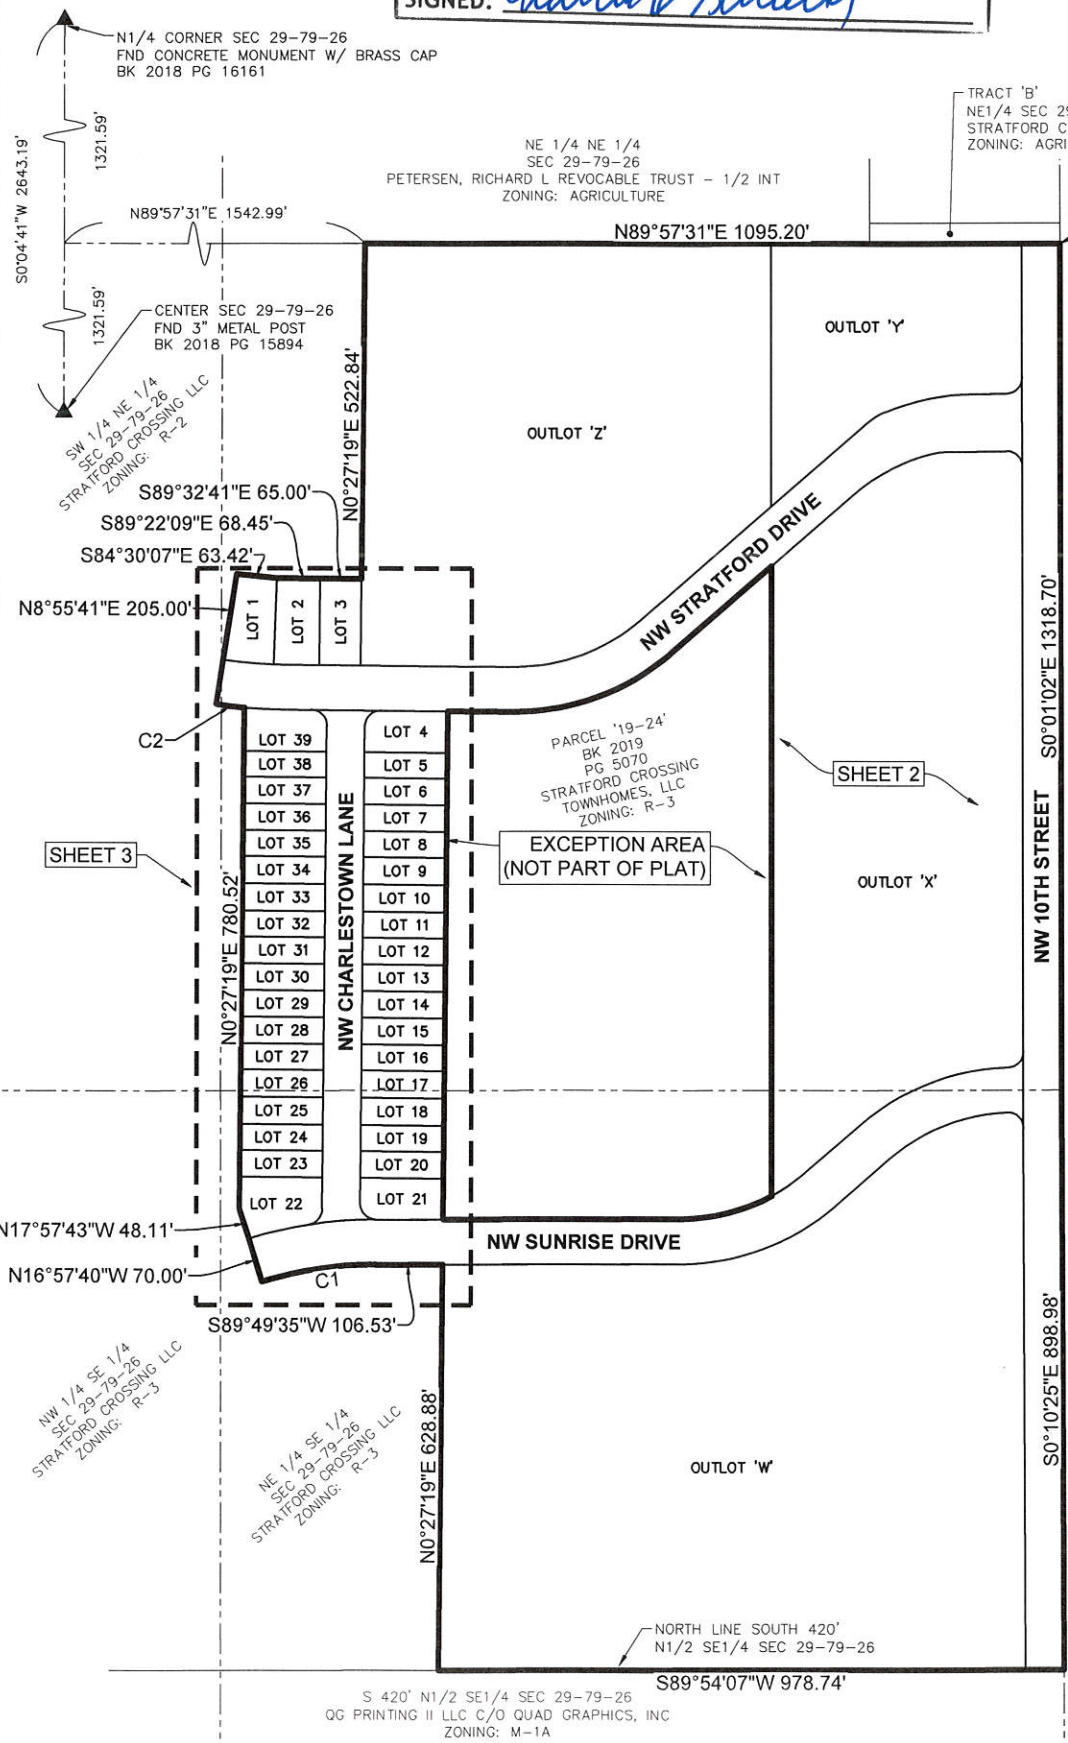 SIGNED:
N1/4 CORNER SEC 29-79-26
FND CONCRETE MONUMENT W/ BRASS CAP
BK 2018 PG 16161
S0°04'41"W 2643.19'
1321.59'
1321.59'
TRACT 'B'
NE1/4 SEC
STRATFORD
ZONING:
NE 1/4 NE 1/4
SEC 29-79-26
PETERSEN, RICHARD L REVOCABLE TRUST - 1/2 INT
ZONING: AGRICULTURE
N89°57'31"E 1542.99'
N89°57'31"E 1095.20'
CENTER SEC 29-79-26
FND 3" METAL POST
BK 2018 PG 15894
SW 1/4 NE 1/4
SEC 29-79-26
STRATFORD CROSSING LLC
ZONING: R-2
N0°27'19"E 522.84'
OUTLOT 'Y'
OUTLOT 'Z'
S89°32'41"E 65.00'
S89°22'09"E 68.45'
S84°30'07"E 63.42'
N8°55'41"E 205.00'
LOT 1
LOT 2
LOT 3
NW STRATFORD DRIVE
S0°01'02"E 1318.70'
C2
PARCEL '19-24'
BK 2019
PG 5070
STRATFORD CROSSING
TOWNHOMES, LLC
ZONING: R-3
SHEET 2
EXCEPTION AREA
(NOT PART OF PLAT)
SHEET 3
OUTLOT 'X'
NW 10TH STREET
N0°27'19"E 780.52'
NW CHARLESTOWN LANE
LOT 39
LOT 38
LOT 37
LOT 36
LOT 35
LOT 34
LOT 33
LOT 32
LOT 31
LOT 30
LOT 29
LOT 28
LOT 27
LOT 26
LOT 25
LOT 24
LOT 23
LOT 22
LOT 4
LOT 5
LOT 6
LOT 7
LOT 8
LOT 9
LOT 10
LOT 11
LOT 12
LOT 13
LOT 14
LOT 15
LOT 16
LOT 17
LOT 18
LOT 19
LOT 20
LOT 21
N17°57'43"W 48.11'
N16°57'40"W 70.00'
C1
NW SUNRISE DRIVE
S89°49'35"W 106.53'
S0°10'25"E 898.98'
NW 1/4 SE 1/4
SEC 29-79-26
STRATFORD CROSSING LLC
ZONING: R-3
NE 1/4 SE 1/4
SEC 29-79-26
STRATFORD CROSSING LLC
ZONING: R-3
N0°27'19"E 628.88'
OUTLOT 'W'
NORTH LINE SOUTH 420'
N1/2 SE1/4 SEC 29-79-26
S89°54'07"W 978.74'
S 420' N1/2 SE1/4 SEC 29-79-26
QG PRINTING II LLC C/O QUAD GRAPHICS, INC
ZONING: M-1A